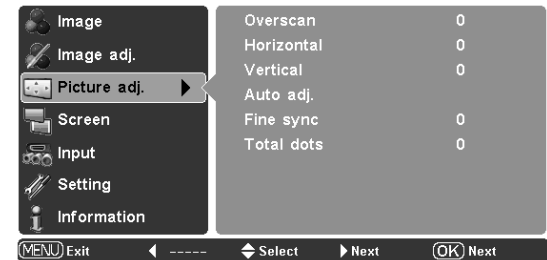 Image
Image adj.
Picture adj.
Screen
Input
Setting
Information
Overscan 0
Horizontal 0
Vertical 0
Auto adj.
Fine sync 0
Total dots 0
MENU Exit ----- Select Next OK Next